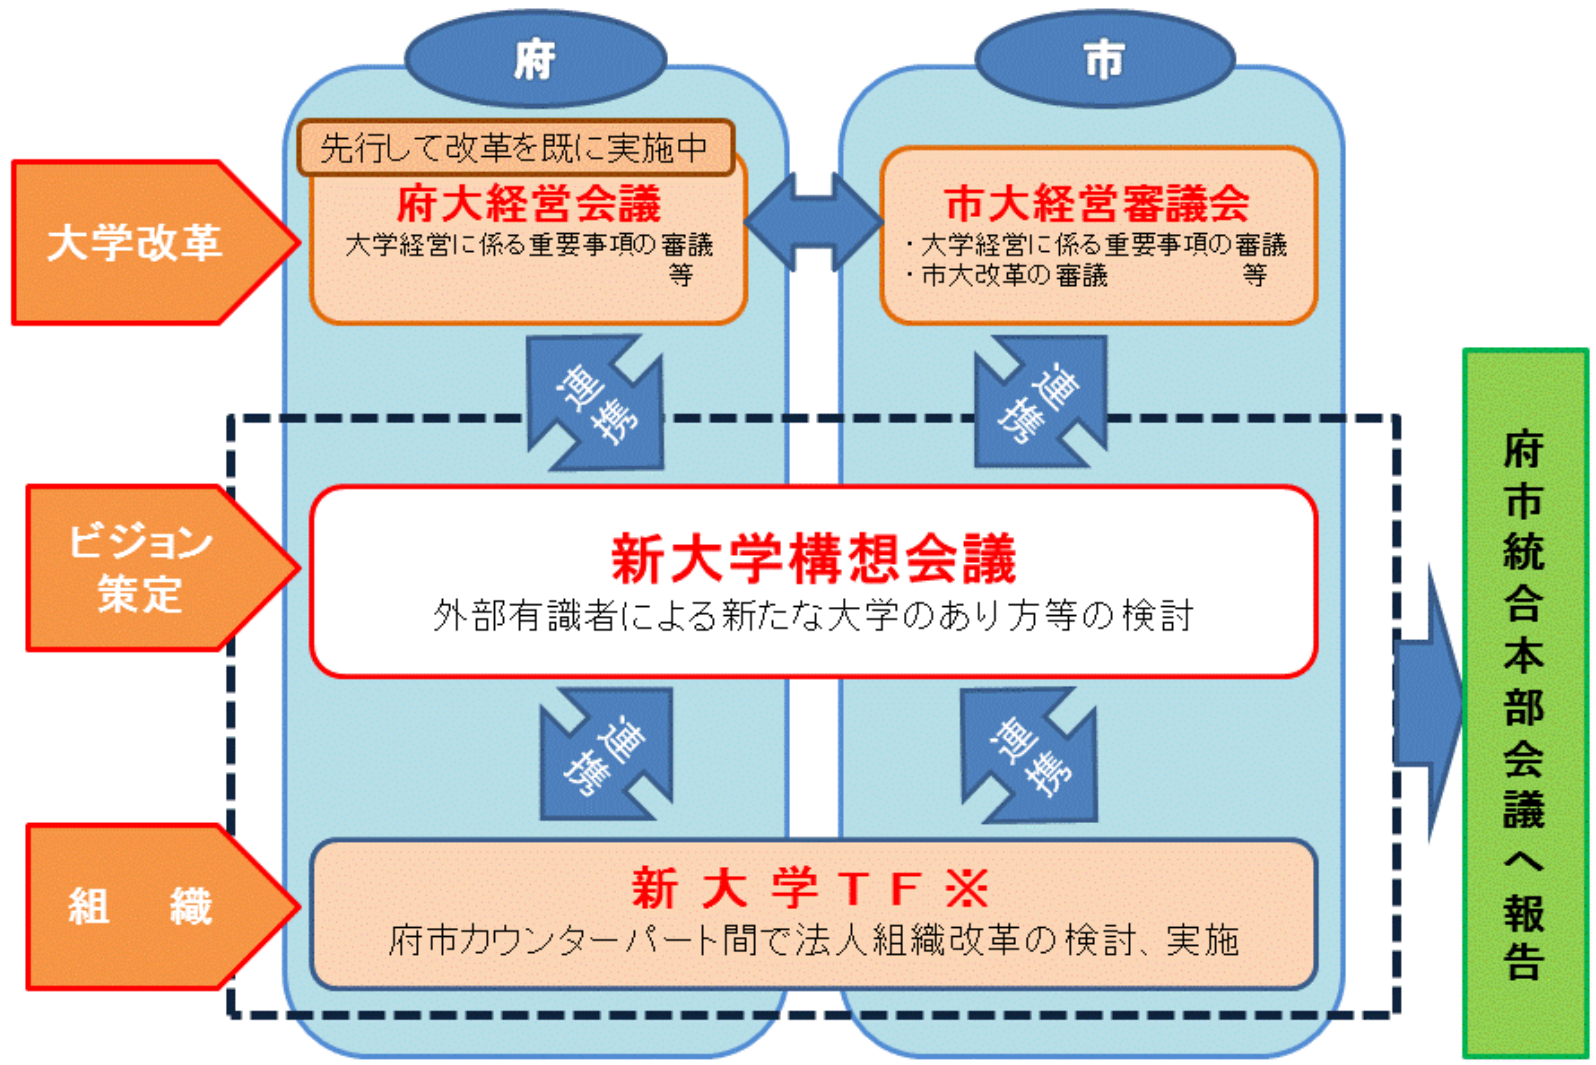 府
市
先行して改革を既に実施中
大学改革
府大経営会議
大学経営に係る重要事項の審議
等
市大経営審議会
・大学経営に係る重要事項の審議
・市大改革の審議　　　　　等
連携
連携
ビジョン
策定
新大学構想会議
外部有識者による新たな大学のあり方等の検討
連携
連携
組　織
新大学ＴＦ※
府市カウンターパート間で法人組織改革の検討、実施
府市統合本部会議へ報告